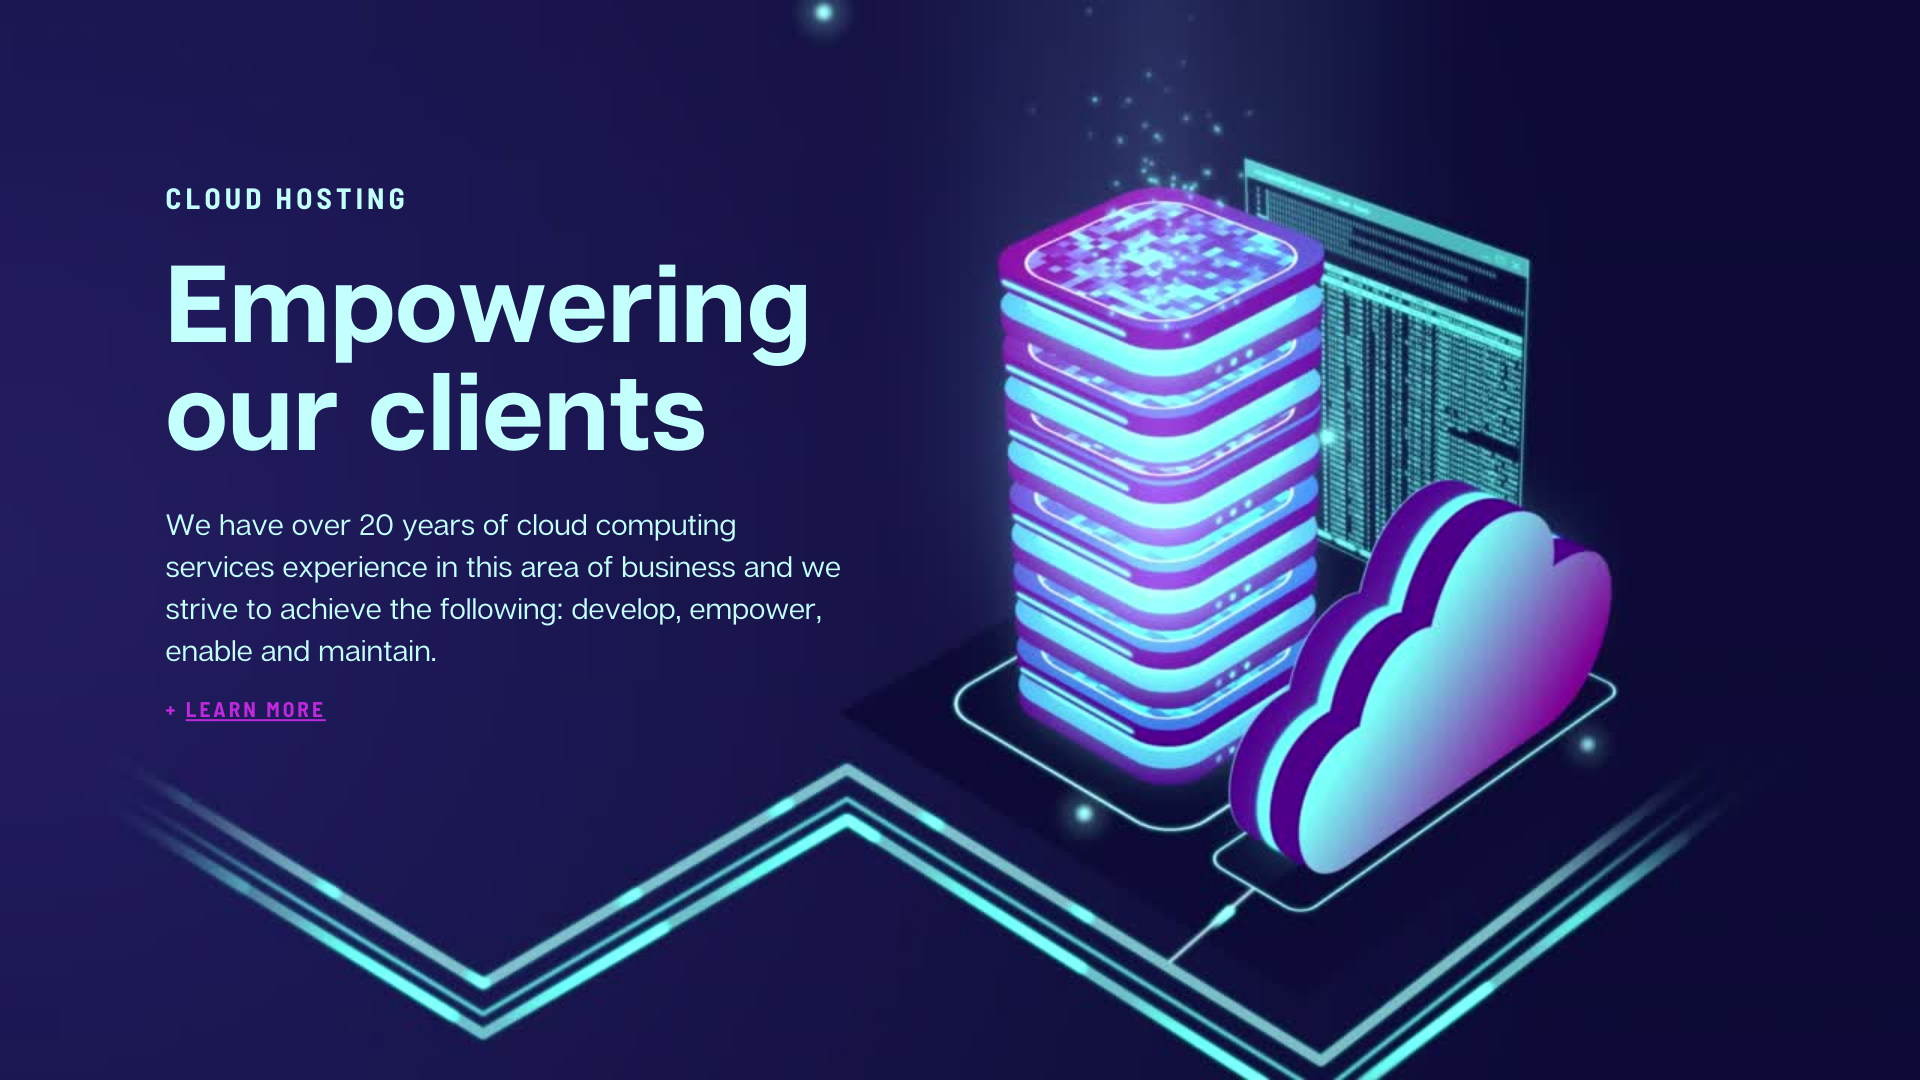 CLOUD HOSTING
Empowering
our clients
We have over 20 years of cloud computing
services experience in this area of business and we
strive to achieve the following: develop, empower,
enable and maintain.
+ LEARN MORE